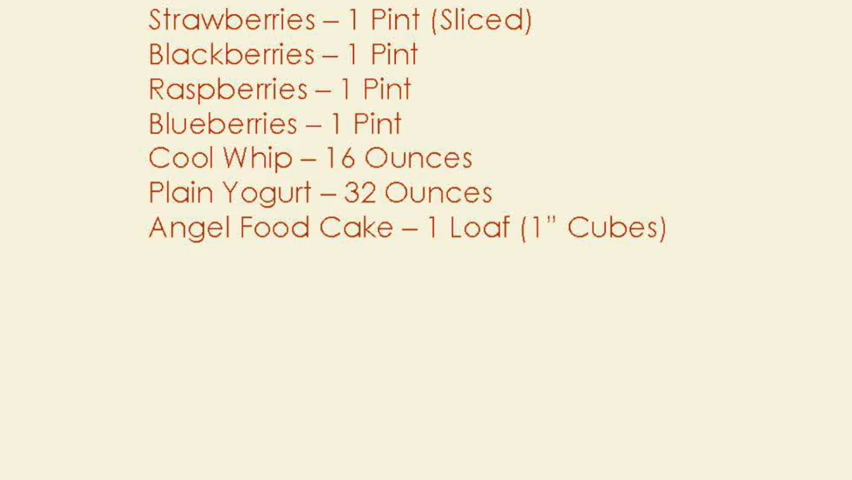 Strawberries – 1 Pint (Sliced)
Blackberries – 1 Pint
Raspberries – 1 Pint
Blueberries – 1 Pint
Cool Whip – 16 Ounces
Plain Yogurt – 32 Ounces
Angel Food Cake – 1 Loaf (1” Cubes)